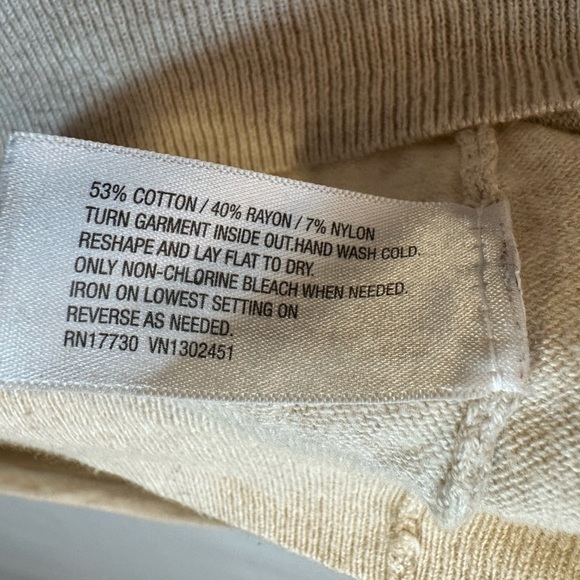 53% COTTON / 40% RAYON / 7% NYLON
TURN GARMENT INSIDE OUT.HAND WASH COLD.
RESHAPE AND LAY FLAT TO DRY.
ONLY NON-CHLORINE BLEACH WHEN NEEDED.
IRON ON LOWEST SETTING ON
REVERSE AS NEEDED.
RN17730 VN1302451